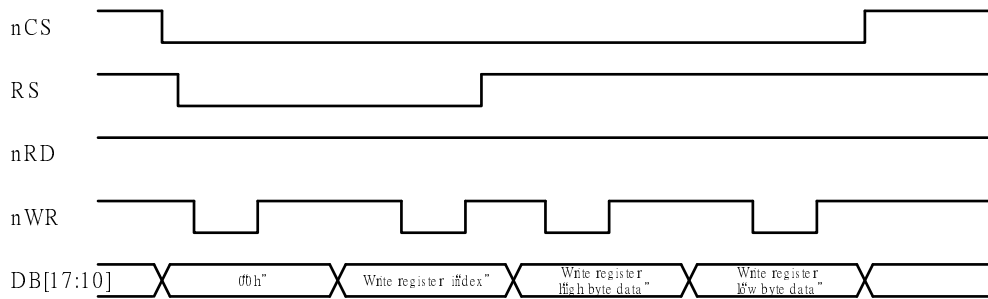 nCS
RS
nRD
nWR
DB[17:10]
"00h"
Write register "index"
Write register
"high byte data"
Write register
"low byte data"